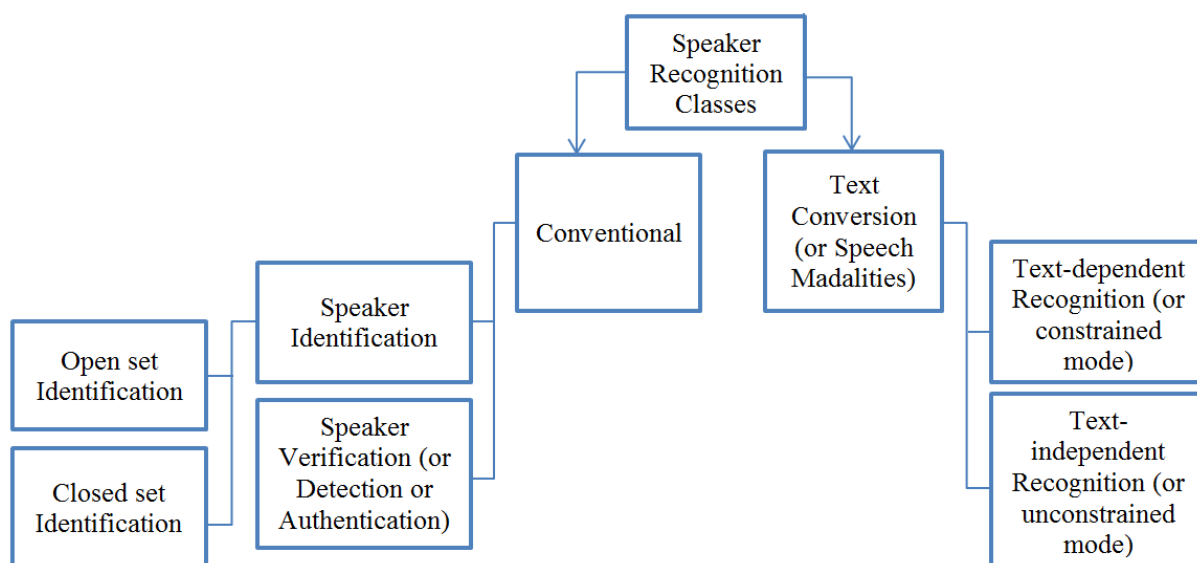 Speaker
Recognition
Classes
Conventional
Text
Conversion
(or Speech
Madalities)
Speaker
Identification
Open set
Identification
Closed set
Identification
Speaker
Verification (or
Detection or
Authentication)
Text-dependent
Recognition (or
constrained
mode)
Text-
independent
Recognition (or
unconstrained
mode)